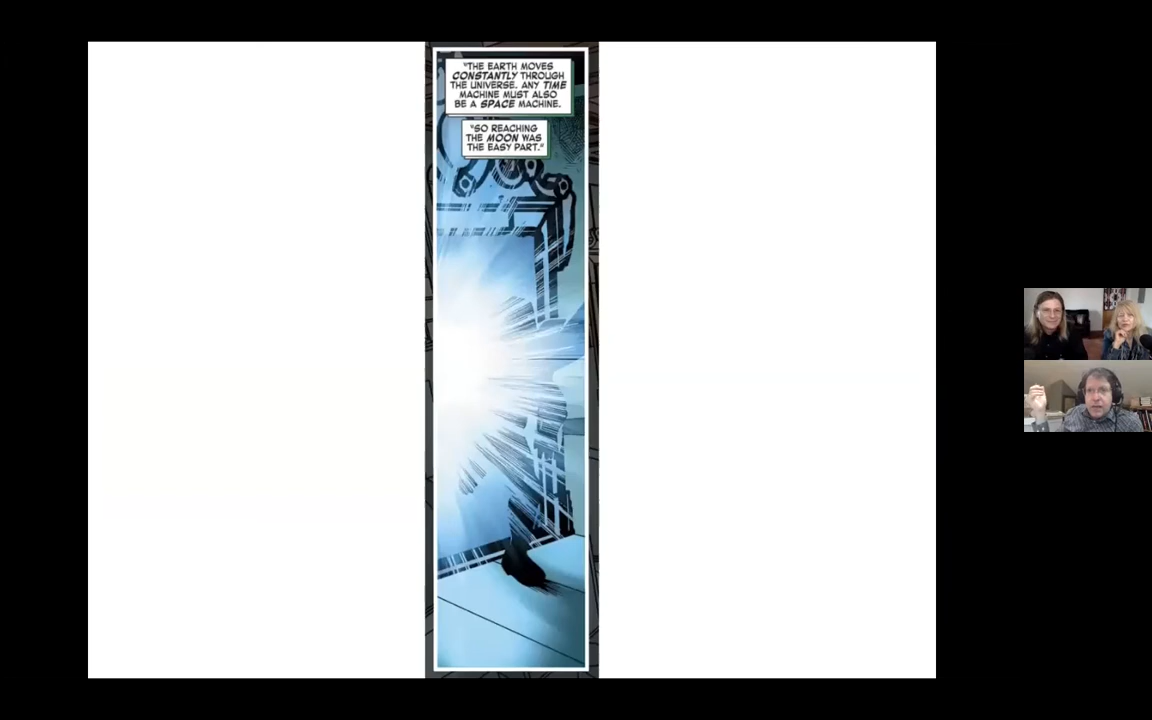 "THE EARTH MOVES
CONSTANTLY THROUGH
THE UNIVERSE. ANY TIME
MACHINE MUST ALSO
BE A SPACE MACHINE.
"SO REACHING
THE MOON WAS
THE EASY PART."